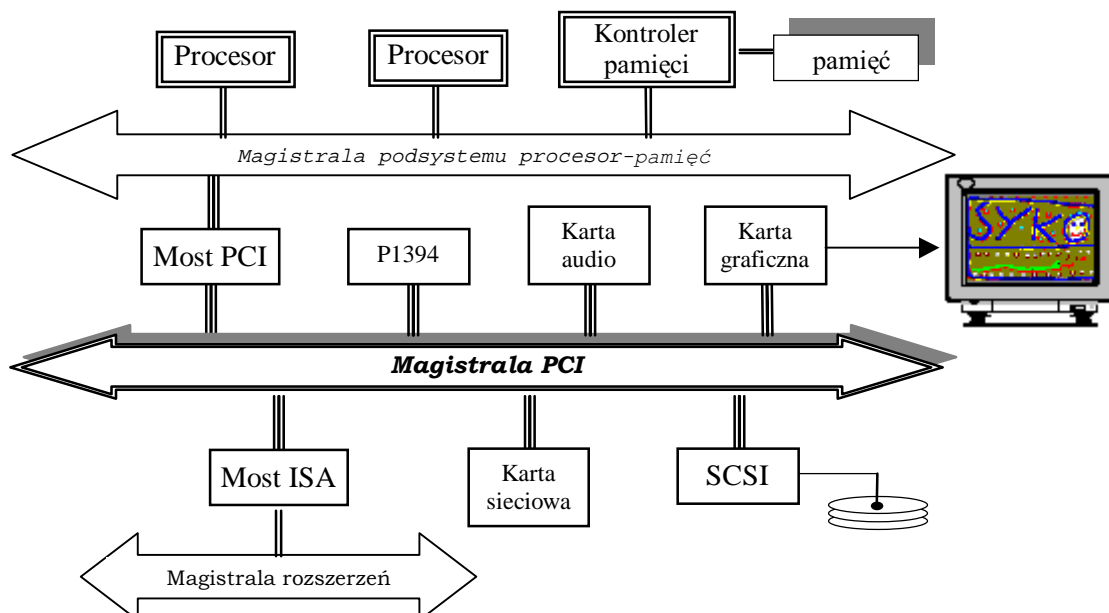 Procesor
Procesor
Kontroler
pamięci
pamięć
Magistrala podsystemu procesor-pamięć
Most PCI
P1394
Karta
audio
Karta
graficzna
SYKO
Magistrala PCI
Most ISA
Karta
sieciowa
SCSI
Magistrala rozszerzeń